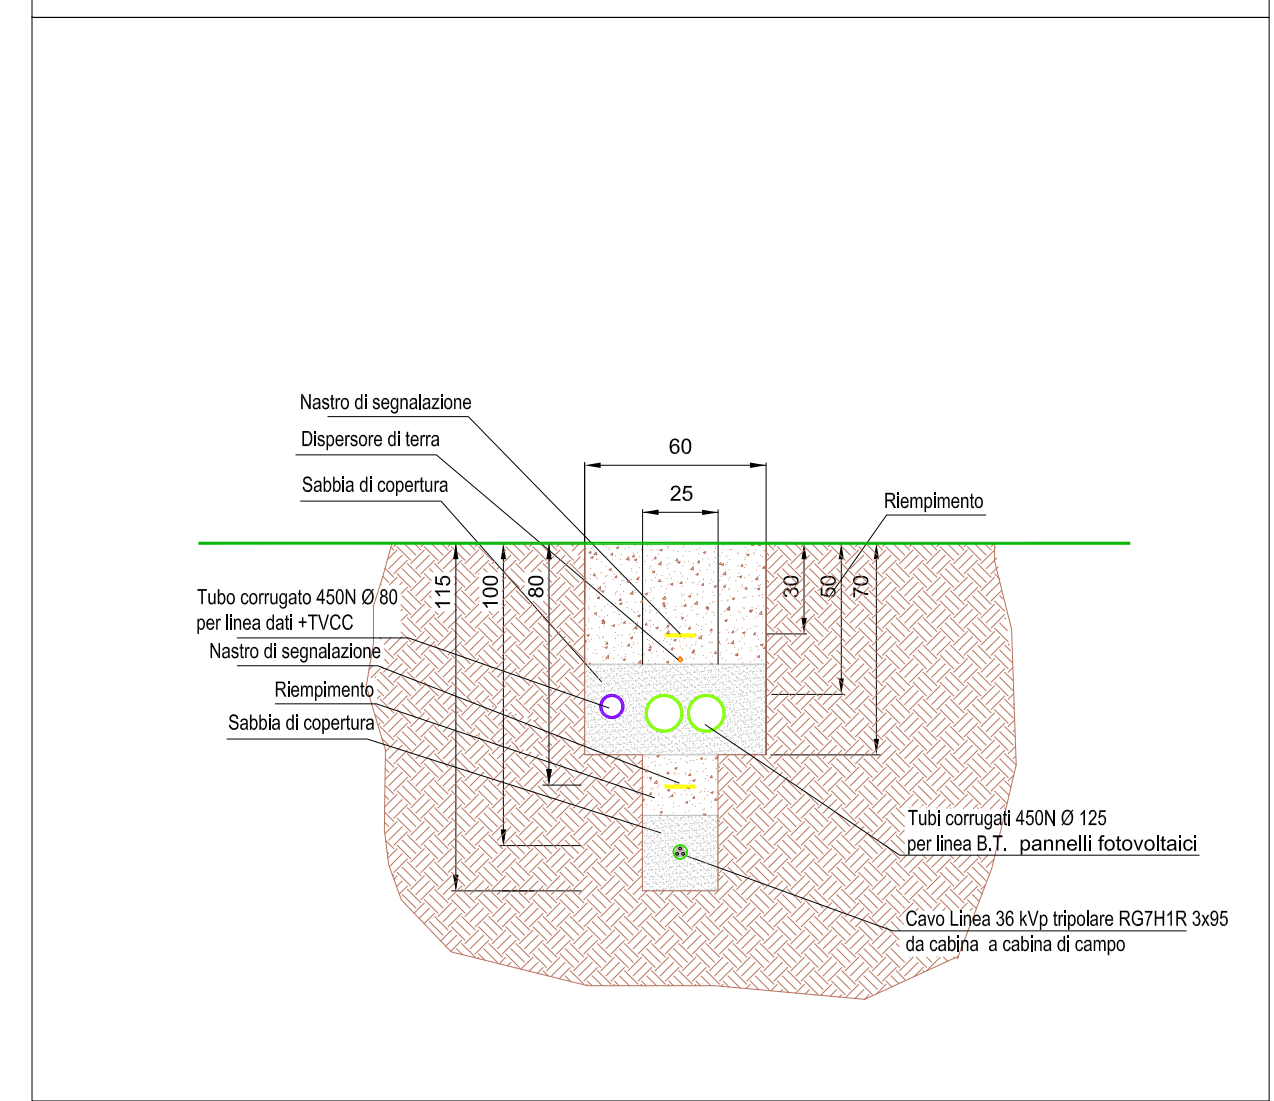 Nastro di segnalazione
Dispersore di terra
60
Sabbia di copertura
25
Riempimento
115
100
80
30
50
70
Tubo corrugato 450N Ø 80
per linea dati +TVCC
Nastro di segnalazione
Riempimento
Sabbia di copertura
Tubi corrugati 450N Ø 125
per linea B.T. pannelli fotovoltaici
Cavo Linea 36 kVp tripolare RG7H1R 3x95
da cabina a cabina di campo